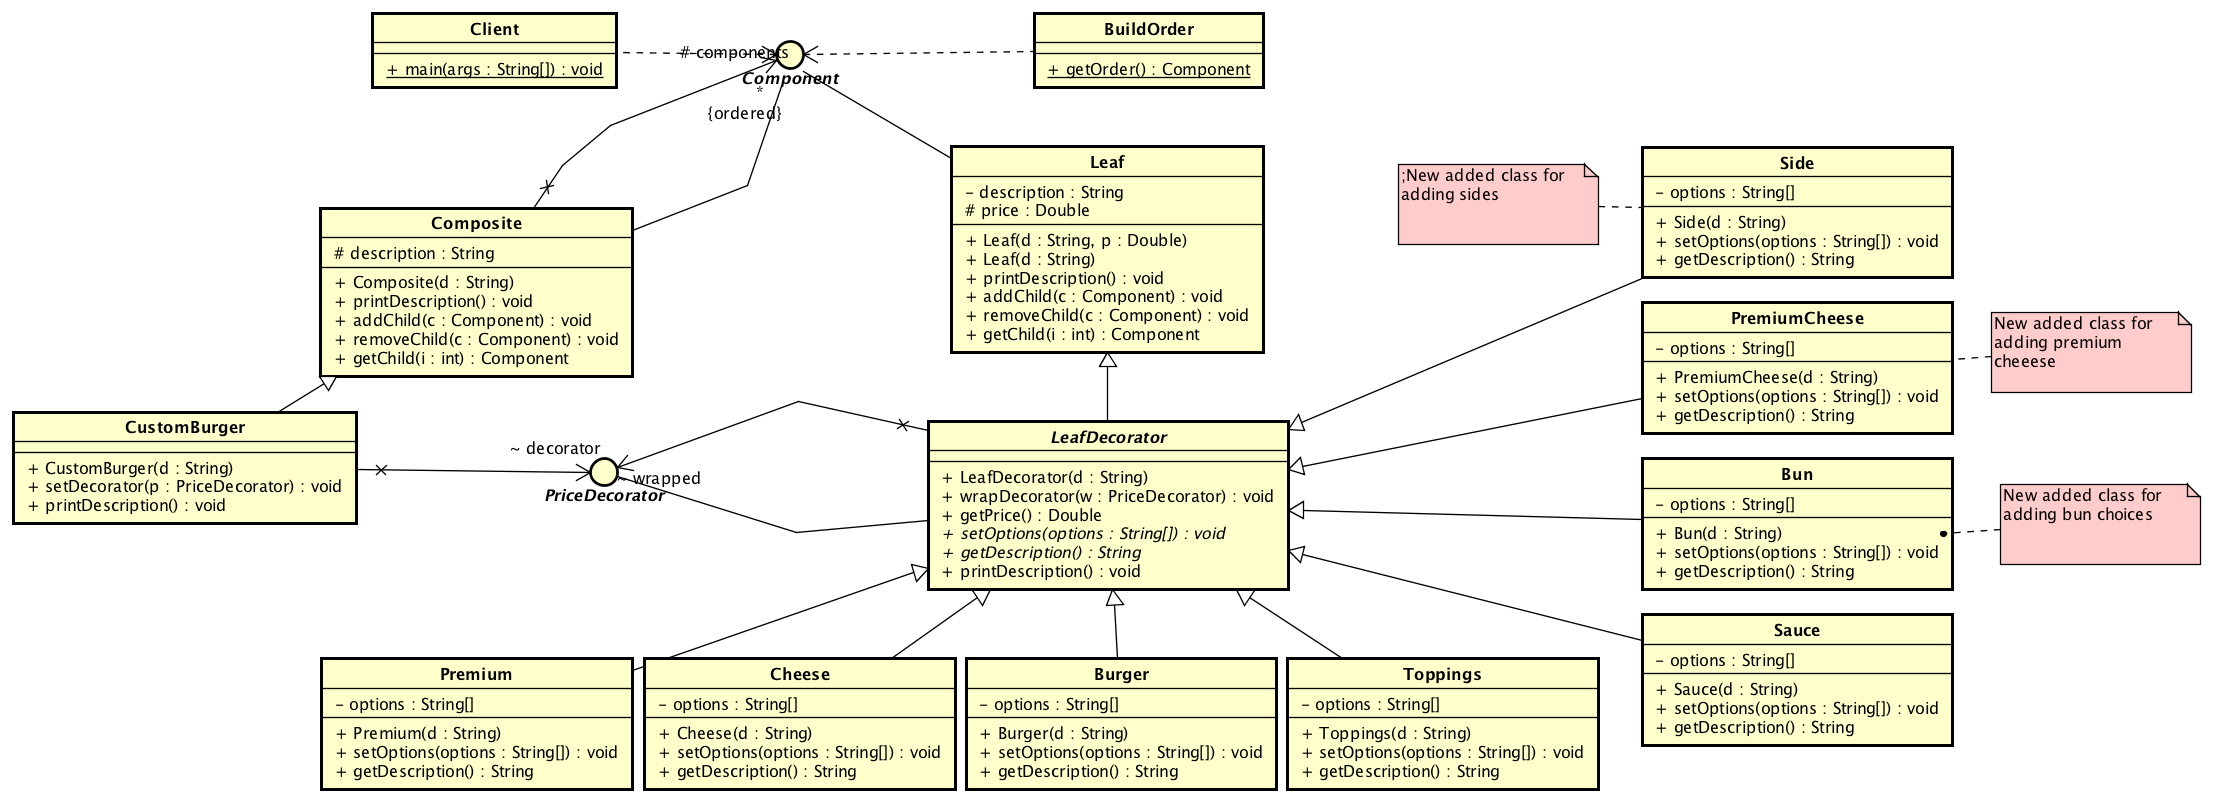 Client
+ main(args : String[]) : void
# components
Component
*
{ordered}
BuildOrder
+ getOrder() : Component
Leaf
– description : String
# price : Double
+ Leaf(d : String, p : Double)
+ Leaf(d : String)
+ printDescription() : void
+ addChild(c : Component) : void
+ removeChild(c : Component) : void
+ getChild(i : int) : Component
;New added class for
adding sides
Side
– options : String[]
+ Side(d : String)
+ setOptions(options : String[]) : void
+ getDescription() : String
Composite
# description : String
+ Composite(d : String)
+ printDescription() : void
+ addChild(c : Component) : void
+ removeChild(c : Component) : void
+ getChild(i : int) : Component
PremiumCheese
– options : String[]
+ PremiumCheese(d : String)
+ setOptions(options : String[]) : void
+ getDescription() : String
New added class for
adding premium
cheeese
CustomBurger
+ CustomBurger(d : String)
+ setDecorator(p : PriceDecorator) : void
+ printDescription() : void
~ decorator
~ wrapped
PriceDecorator
LeafDecorator
+ LeafDecorator(d : String)
+ wrapDecorator(w : PriceDecorator) : void
+ getPrice() : Double
+ setOptions(options : String[]) : void
+ getDescription() : String
+ printDescription() : void
Bun
– options : String[]
+ Bun(d : String)
+ setOptions(options : String[]) : void
+ getDescription() : String
New added class for
adding bun choices
Sauce
– options : String[]
+ Sauce(d : String)
+ setOptions(options : String[]) : void
+ getDescription() : String
Premium
– options : String[]
+ Premium(d : String)
+ setOptions(options : String[]) : void
+ getDescription() : String
Cheese
– options : String[]
+ Cheese(d : String)
+ setOptions(options : String[]) : void
+ getDescription() : String
Burger
– options : String[]
+ Burger(d : String)
+ setOptions(options : String[]) : void
+ getDescription() : String
Toppings
– options : String[]
+ Toppings(d : String)
+ setOptions(options : String[]) : void
+ getDescription() : String